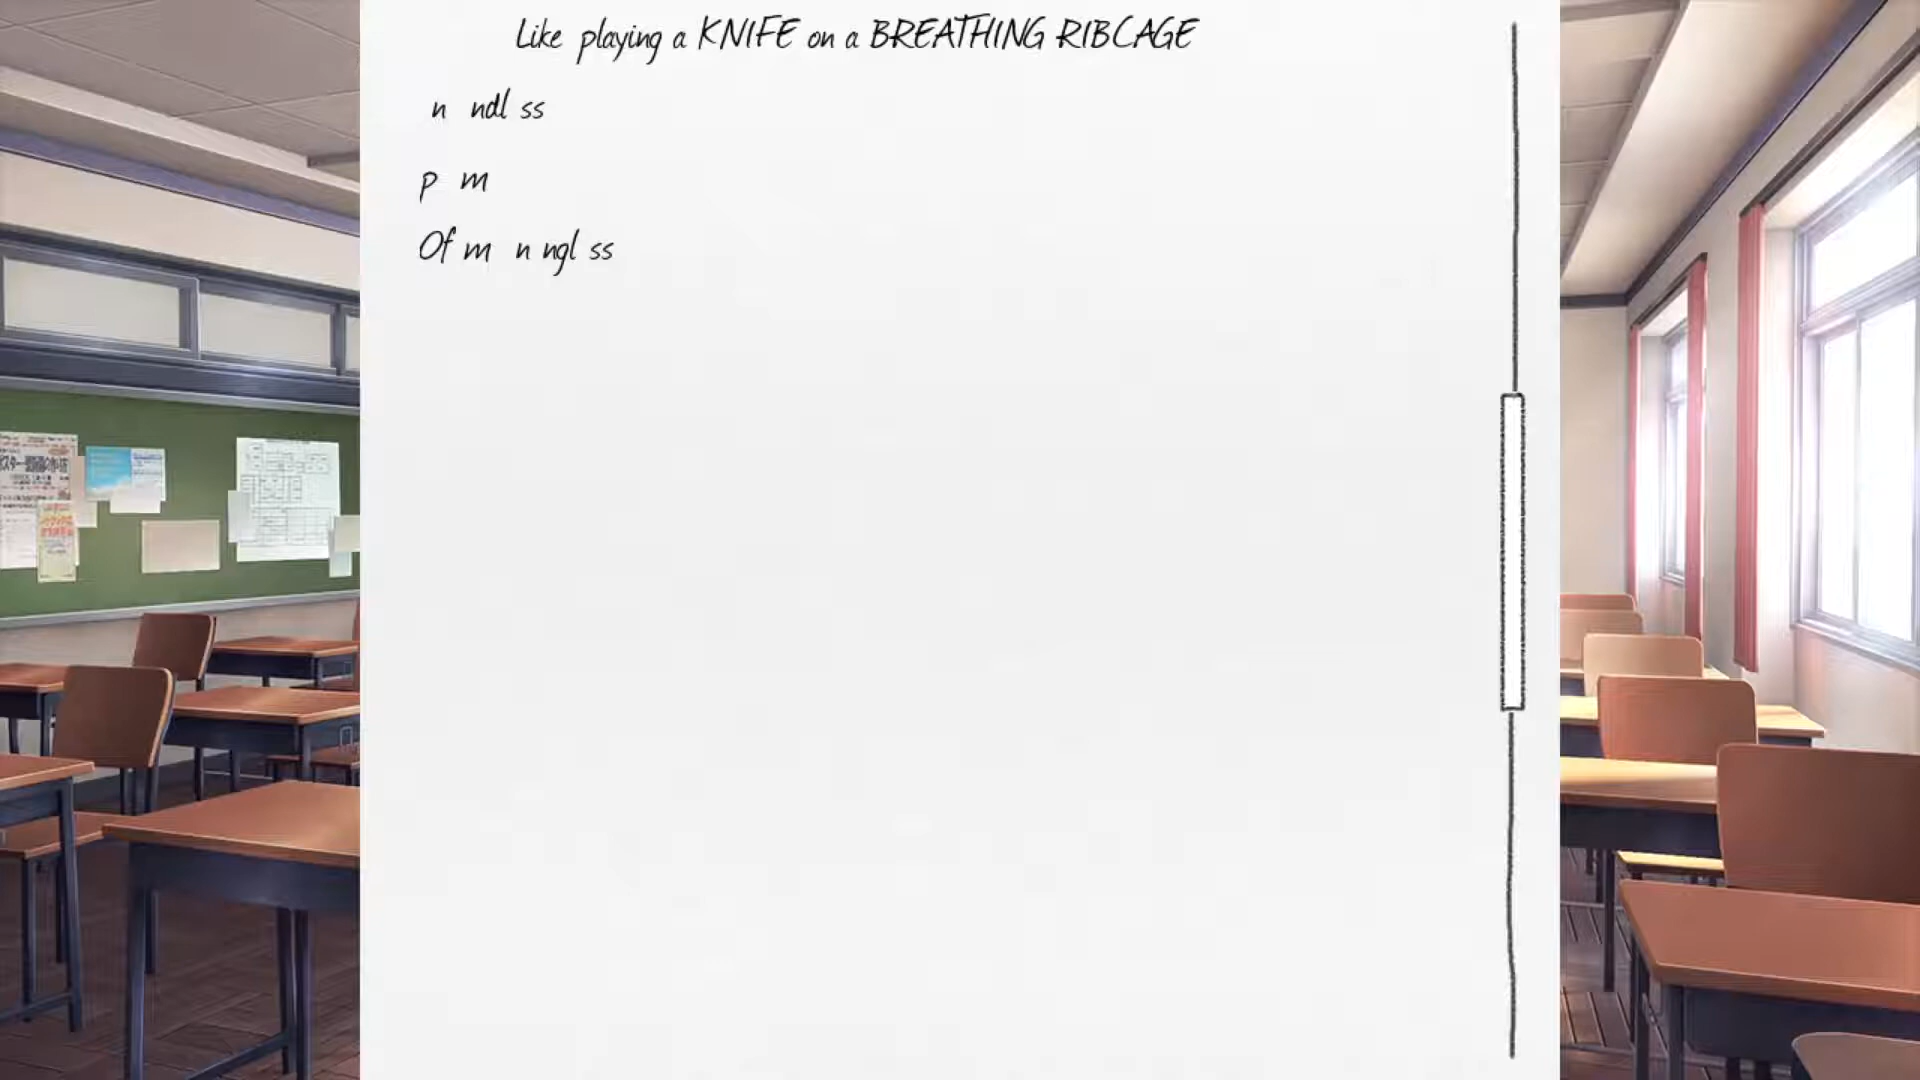 Like playing a KNIFE on a BREATHING RIBCAGE
n ndl ss
p m
Of m n ngl ss